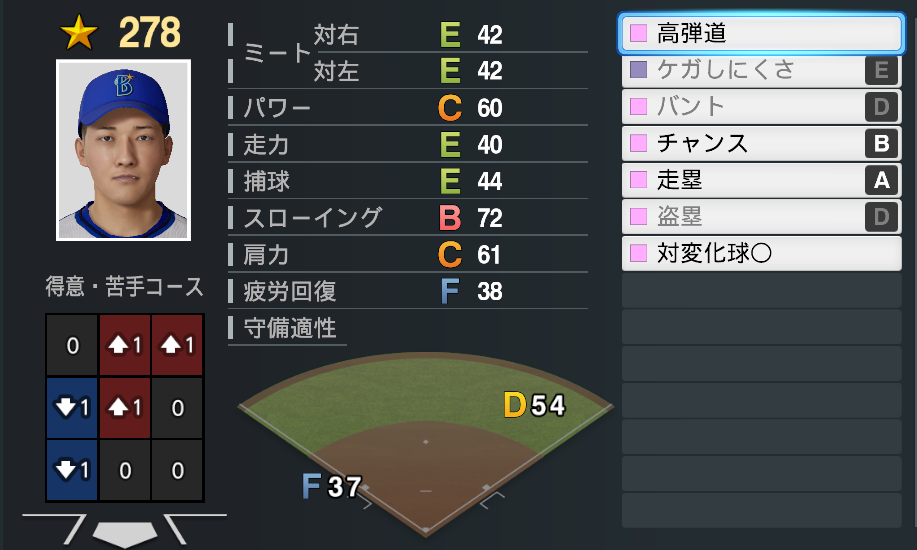 278
B
ミート 対右 E 42
対左 E 42
パワー C 60
走力 E 40
捕球 E 44
スローイング B 72
肩力 C 61
疲労回復 F 38
守備適性
D 54
F 37
得意・苦手コース
0 1 1
1 1 0
1 0 0
高弾道
ケガしにくさ E
バント D
チャンス B
走塁 A
盗塁 D
対変化球〇